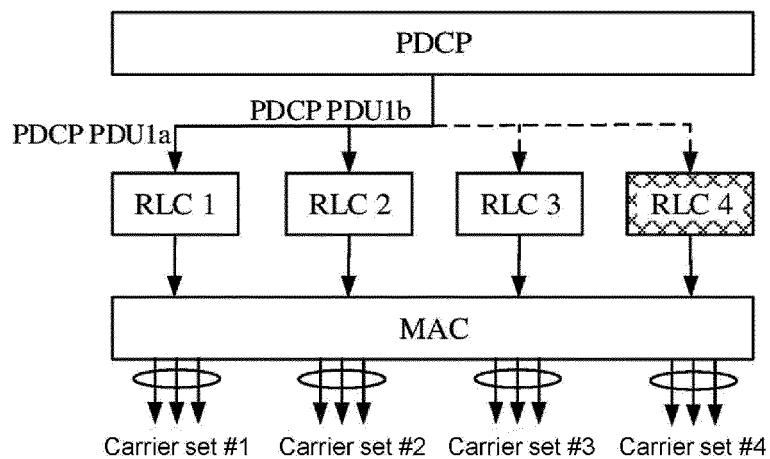 PDCP
PDCP PDU1b
PDCP PDU1a
RLC 1
RLC 2
RLC 3
RLC 4
MAC
Carrier set #1
Carrier set #2
Carrier set #3
Carrier set #4